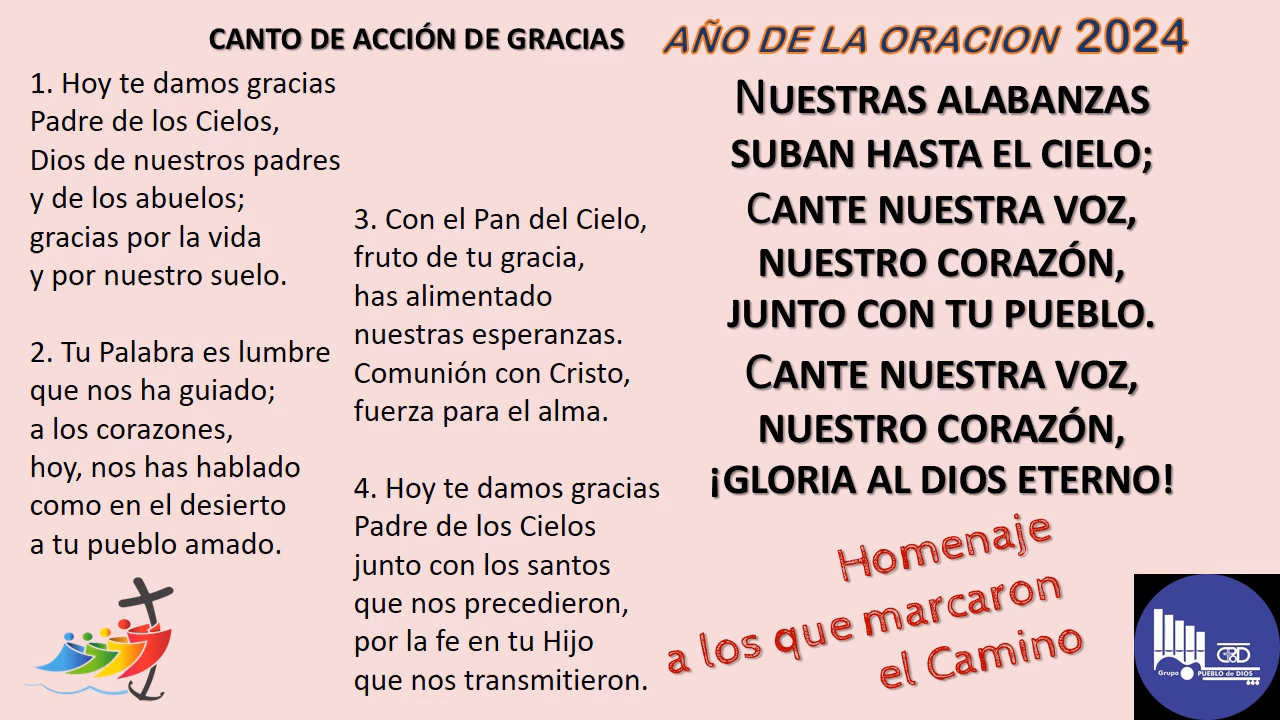 CANTO DE ACCIÓN DE GRACIAS
AÑO DE LA ORACION 2024
1. Hoy te damos gracias
Padre de los Cielos,
Dios de nuestros padres
y de los abuelos;
gracias por la vida
y por nuestro suelo.
2. Tu Palabra es lumbre
que nos ha guiado;
a los corazones,
hoy, nos has hablado
como en el desierto
a tu pueblo amado.
3. Con el Pan del Cielo,
fruto de tu gracia,
has alimentado
nuestras esperanzas.
Comunión con Cristo,
fuerza para el alma.
4. Hoy te damos gracias
Padre de los Cielos
junto con los santos
que nos precedieron,
por la fe en tu Hijo
que nos transmitieron.
NUESTRAS ALABANZAS
SUBAN HASTA EL CIELO;
CANTE NUESTRA VOZ,
NUESTRO CORAZÓN,
JUNTO CON TU PUEBLO.
CANTE NUESTRA VOZ,
NUESTRO CORAZÓN,
¡GLORIA AL DIOS ETERNO!
Homenaje
a los que marcaron
el Camino
Grupo PUEBLO de DIOS